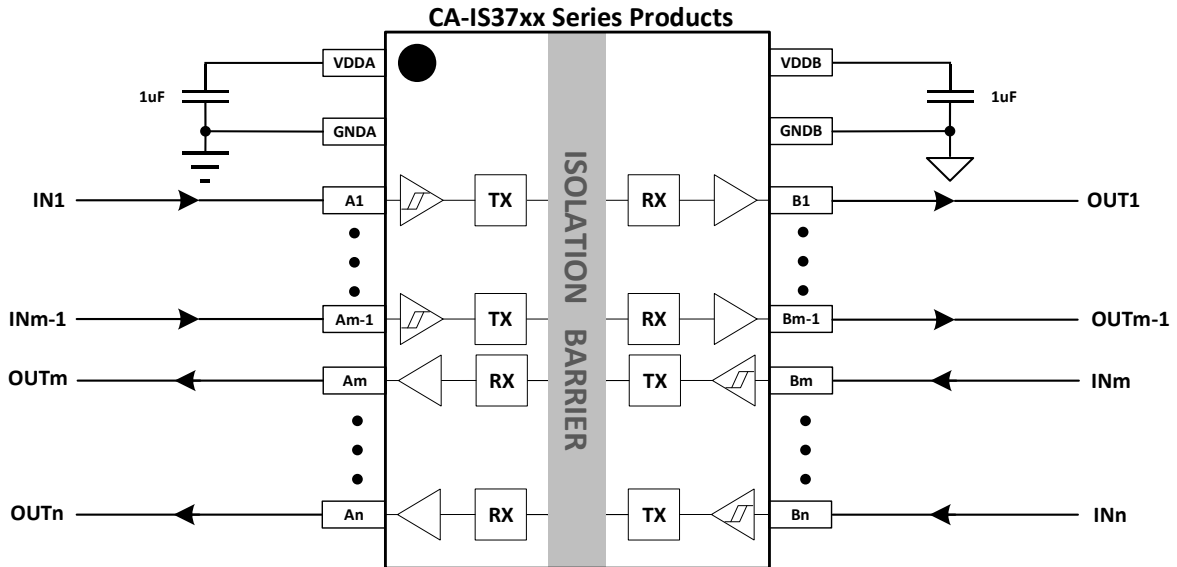 CA-IS37xx Series Products
VDDA
VDDB
1uF
1uF
GNDA
GNDB
ISOLATION BARRIER
IN1
A1
TX
RX
B1
OUT1
INm-1
Am-1
TX
RX
Bm-1
OUTm-1
OUTm
Am
RX
TX
Bm
INm
OUTn
An
RX
TX
Bn
INn